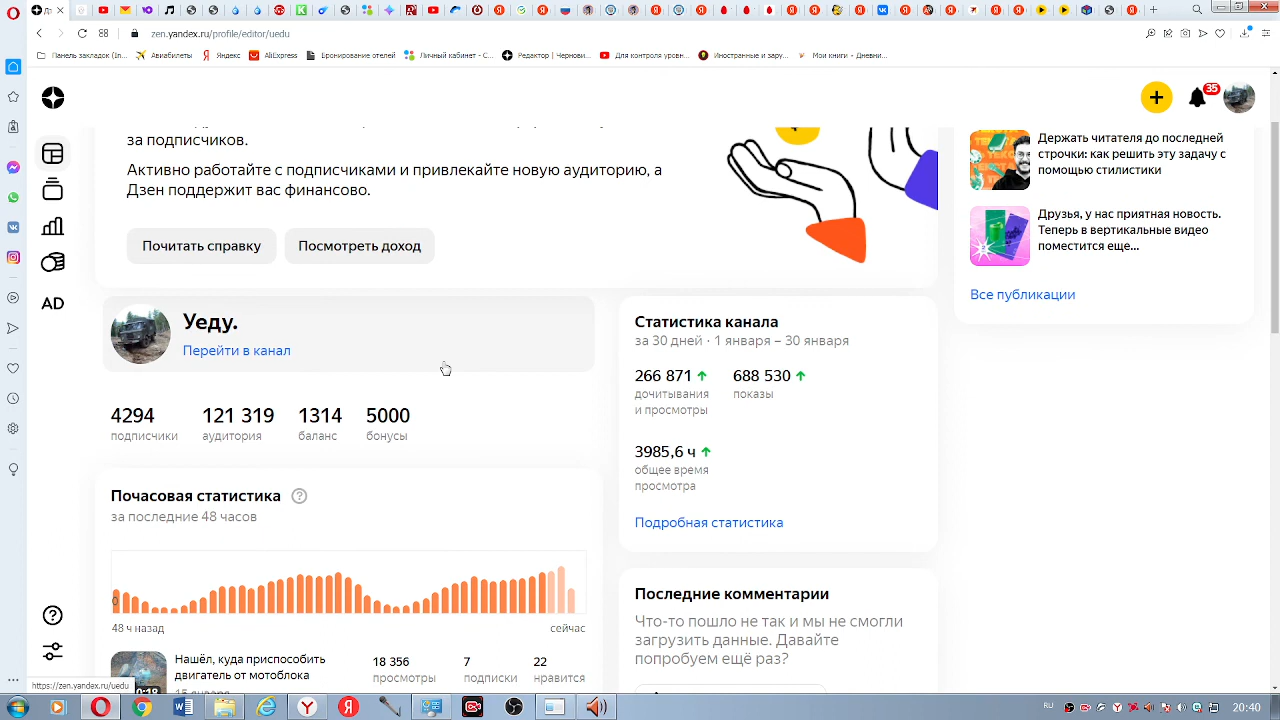 zen.yandex.ru/profile/editor/uedu
Панель закладок (Im...
Авиабилеты
Яндекс
AliExpress
Бронирование отелей
Личный кабинет - С...
Редактор | Чернови...
Для контроля уровн...
Иностранные и зару...
Мои книги - Дневни...
35
за подписчиков.
Активно работайте с подписчиками и привлекайте новую аудиторию, а
Дзен поддержит вас финансово.
Почитать справку
Посмотреть доход
Держать читателя до последней
строчки: как решить эту задачу с
помощью стилистики
Друзья, у нас приятная новость.
Теперь в вертикальные видео
поместится еще...
Все публикации
AD
Уеду.
Перейти в канал
4294
121 319
1314
5000
подписчики
аудитория
баланс
бонусы
Статистика канала
за 30 дней · 1 января – 30 января
266 871
688 530
дочитывания
и просмотры
показы
3985,6 ч
общее время
просмотра
Подробная статистика
Почасовая статистика
за последние 48 часов
0
48 ч назад
сейчас
Нашёл, куда приспособить
двигатель от мотоблока
15 января
18 356
просмотры
7
подписки
22
нравится
Последние комментарии
Что-то пошло не так и мы не смогли
загрузить данные. Давайте
попробуем ещё раз?
https://zen.yandex.ru/uedu
RU
20:40